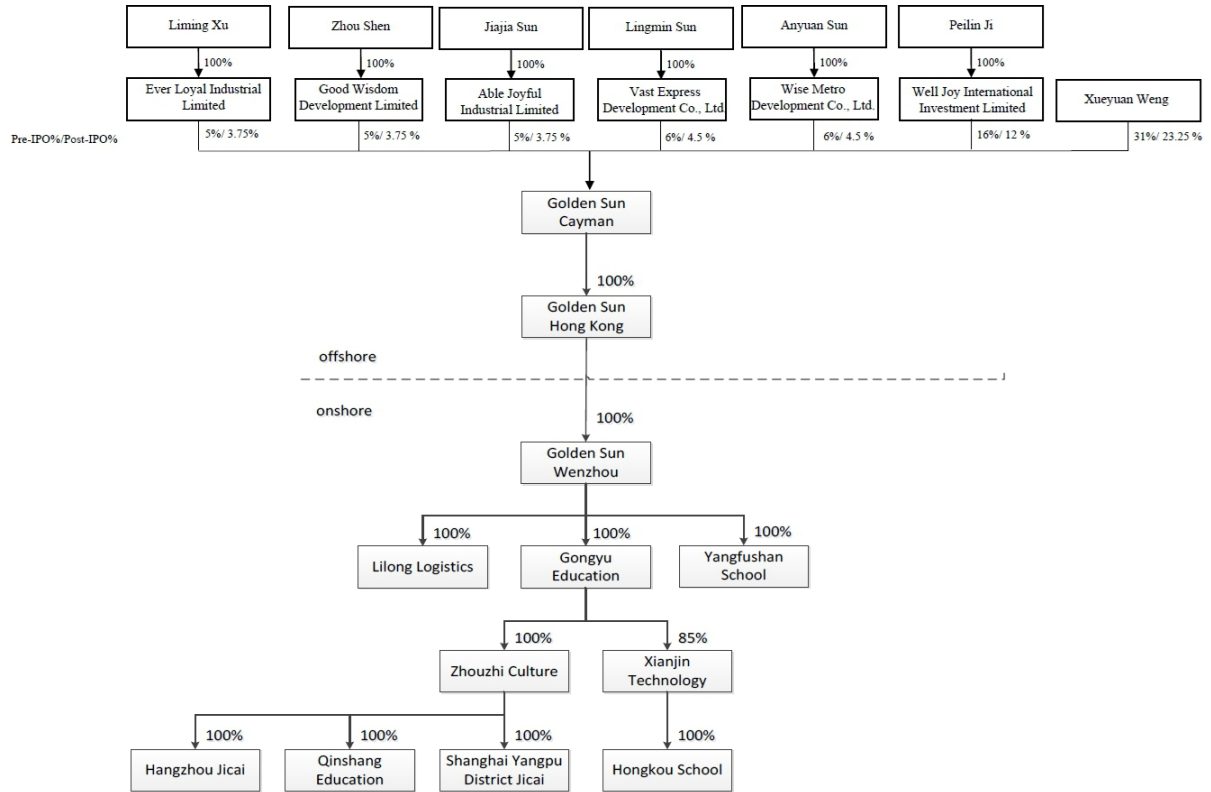 Liming Xu
Zhou Shen
Jiajia Sun
Lingmin Sun
Anyuan Sun
Peilin Ji
100%
100%
100%
100%
100%
100%
Ever Loyal Industrial
Limited
Good Wisdom
Development Limited
Able Joyful
Industrial Limited
Vast Express
Development Co., Ltd.
Wise Metro
Development Co., Ltd.
Well Joy International
Investment Limited
Xueyuan Weng
Pre-IPO%/Post-IPO%
5%/ 3.75%
5%/ 3.75 %
5%/ 3.75 %
6%/ 4.5 %
6%/ 4.5 %
16%/ 12 %
31%/ 23.25 %
Golden Sun
Cayman
100%
Golden Sun
Hong Kong
offshore
onshore
100%
Golden Sun
Wenzhou
100%
100%
100%
Lilong Logistics
Gongyu
Education
Yangfushan
School
100%
85%
Zhouzhi Culture
Xianjin
Technology
100%
100%
100%
100%
Hangzhou Jicai
Qinshang
Education
Shanghai Yangpu
District Jicai
Hongkou School